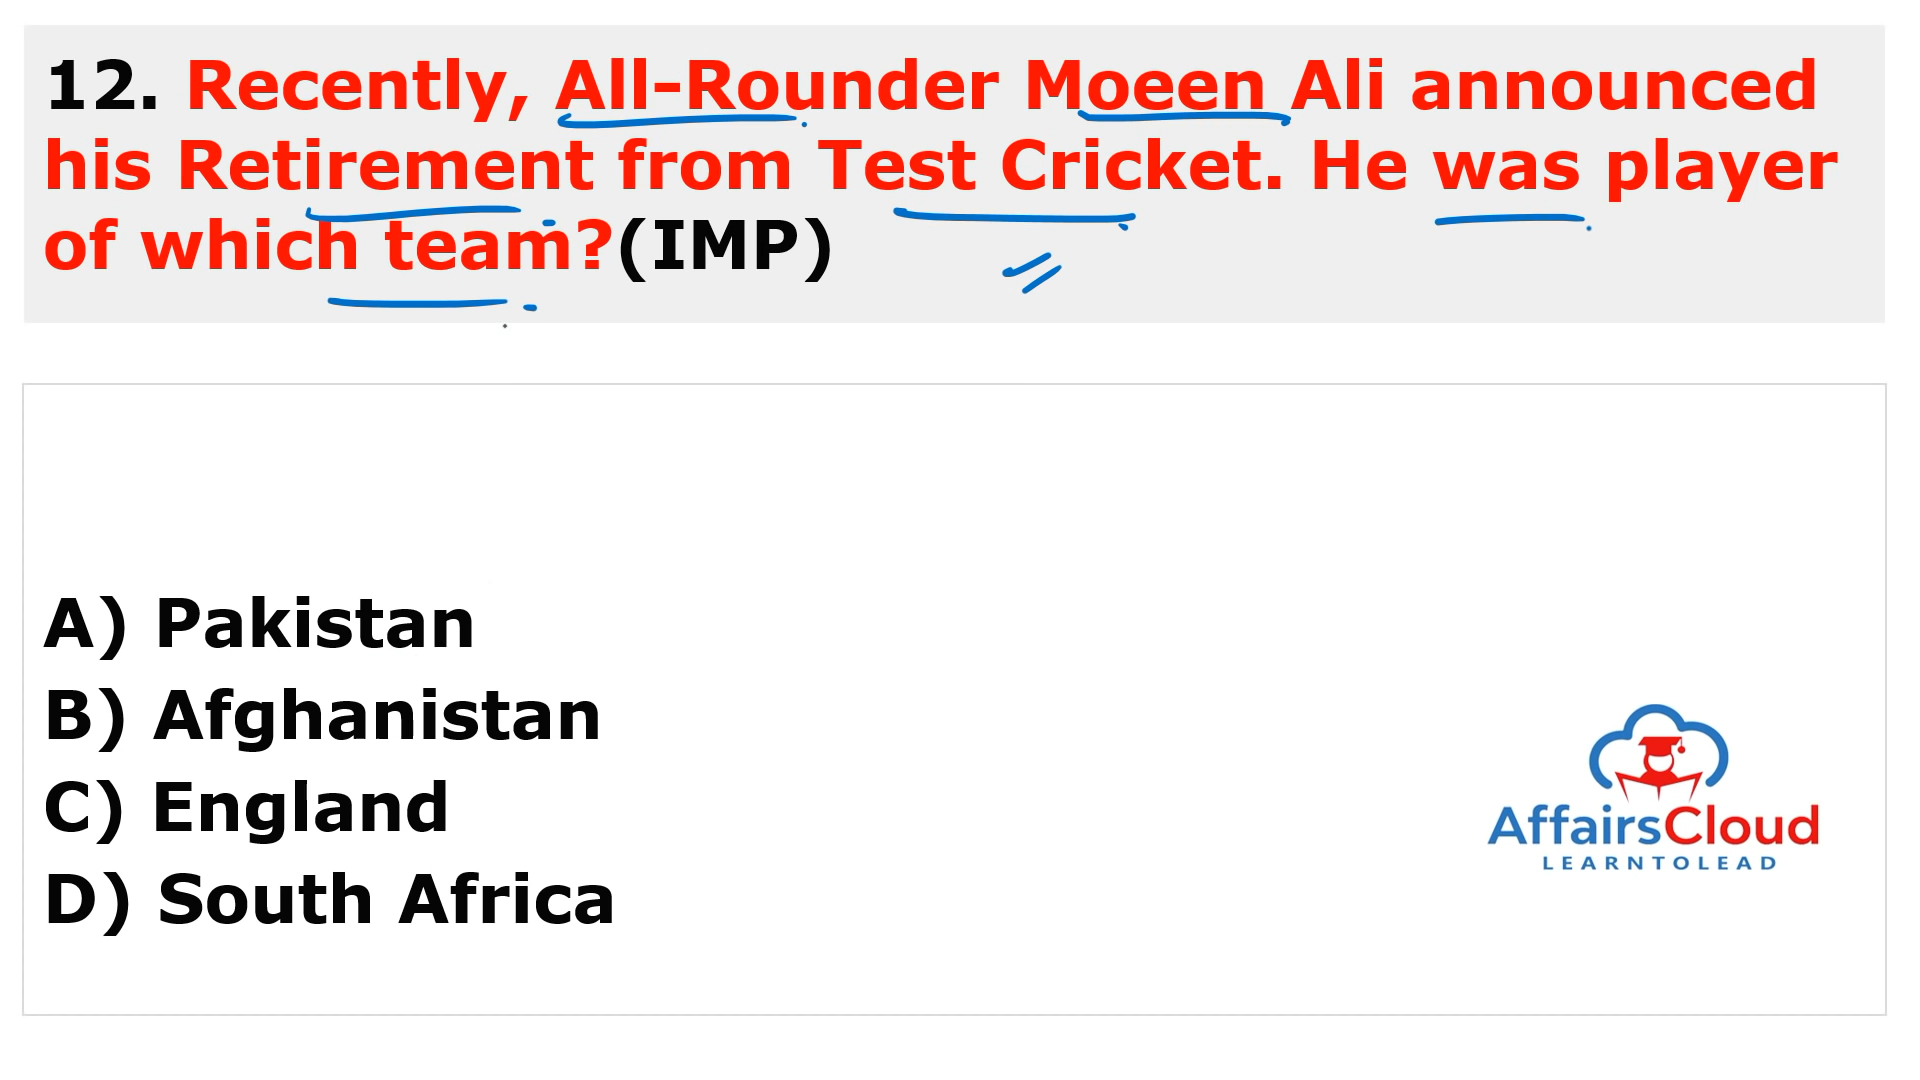 12. Recently, All-Rounder Moeen Ali announced
his Retirement from Test Cricket. He was player
of which team?(IMP)
A) Pakistan
B) Afghanistan
C) England
D) South Africa
AffairsCloud
LEARNTOLEAD